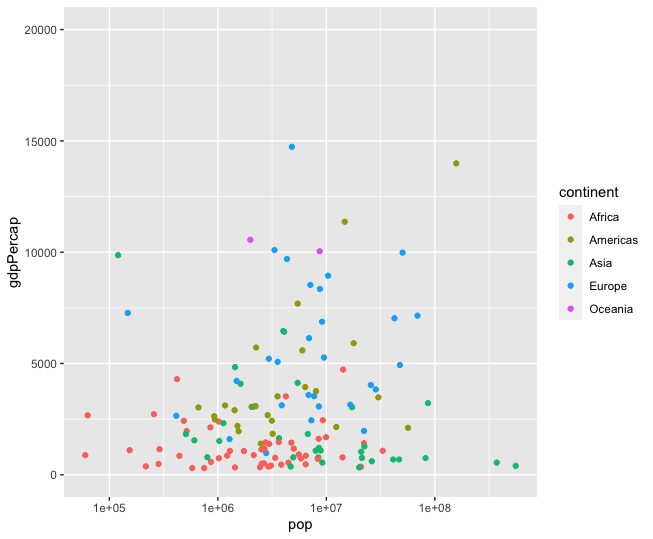 20000
15000
10000
5000
0
gdpPercap
1e+05
1e+06
1e+07
1e+08
pop
continent
Africa
Americas
Asia
Europe
Oceania